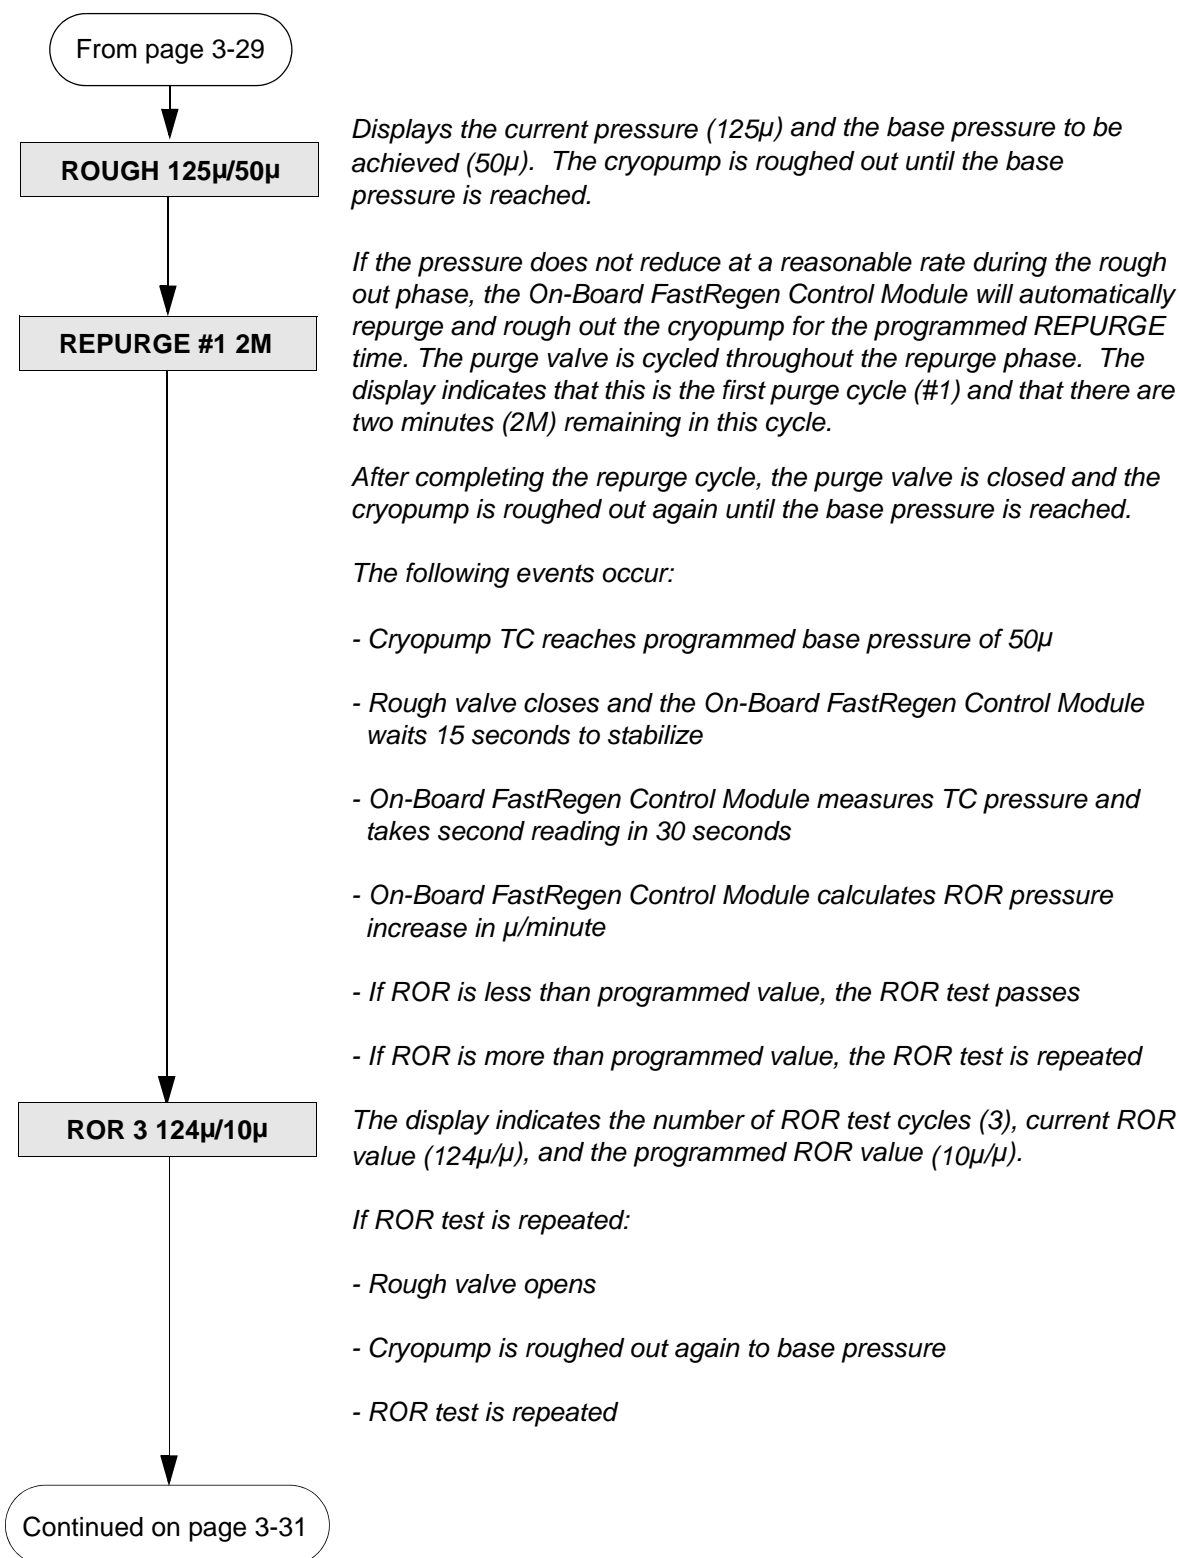 From page 3-29
Displays the current pressure (125µ) and the base pressure to be
achieved (50µ). The cryopump is roughed out until the base
pressure is reached.
ROUGH 125µ/50µ
If the pressure does not reduce at a reasonable rate during the rough
out phase, the On-Board FastRegen Control Module will automatically
repurge and rough out the cryopump for the programmed REPURGE
time. The purge valve is cycled throughout the repurge phase. The
display indicates that this is the first purge cycle (#1) and that there are
two minutes (2M) remaining in this cycle.
REPURGE #1 2M
After completing the repurge cycle, the purge valve is closed and the
cryopump is roughed out again until the base pressure is reached.
The following events occur:
- Cryopump TC reaches programmed base pressure of 50µ
- Rough valve closes and the On-Board FastRegen Control Module
waits 15 seconds to stabilize
- On-Board FastRegen Control Module measures TC pressure and
takes second reading in 30 seconds
- On-Board FastRegen Control Module calculates ROR pressure
increase in µ/minute
- If ROR is less than programmed value, the ROR test passes
- If ROR is more than programmed value, the ROR test is repeated
ROR 3 124µ/10µ
The display indicates the number of ROR test cycles (3), current ROR
value (124µ/µ), and the programmed ROR value (10µ/µ).
If ROR test is repeated:
- Rough valve opens
- Cryopump is roughed out again to base pressure
- ROR test is repeated
Continued on page 3-31